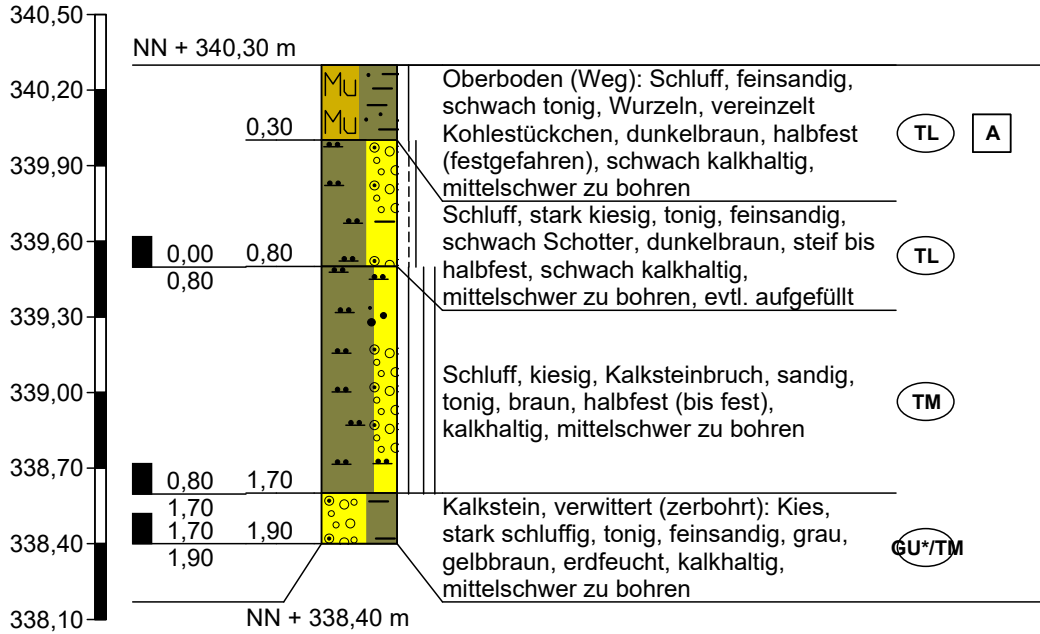 340,50
NN + 340,30 m
340,20
Mu
Mu
0,30
Oberboden (Weg): Schluff, feinsandig,
schwach tonig, Wurzeln, vereinzelt
Kohlestückchen, dunkelbraun, halbfest
(festgefahren), schwach kalkhaltig,
mittelschwer zu bohren
TL
A
339,90
339,60
0,00
0,80
0,80
Schluff, stark kiesig, tonig, feinsandig,
schwach Schotter, dunkelbraun, steif bis
halbfest, schwach kalkhaltig,
mittelschwer zu bohren, evtl. aufgefüllt
TL
339,30
339,00
Schluff, kiesig, Kalksteinbruch, sandig,
tonig, braun, halbfest (bis fest),
kalkhaltig, mittelschwer zu bohren
TM
338,70
0,80
1,70
1,70
1,70
1,90
1,90
Kalkstein, verwittert (zerbohrt): Kies,
stark schluffig, tonig, feinsandig, grau,
gelbbraun, erdfeucht, kalkhaltig,
mittelschwer zu bohren
GU*/TM
338,40
338,10
NN + 338,40 m